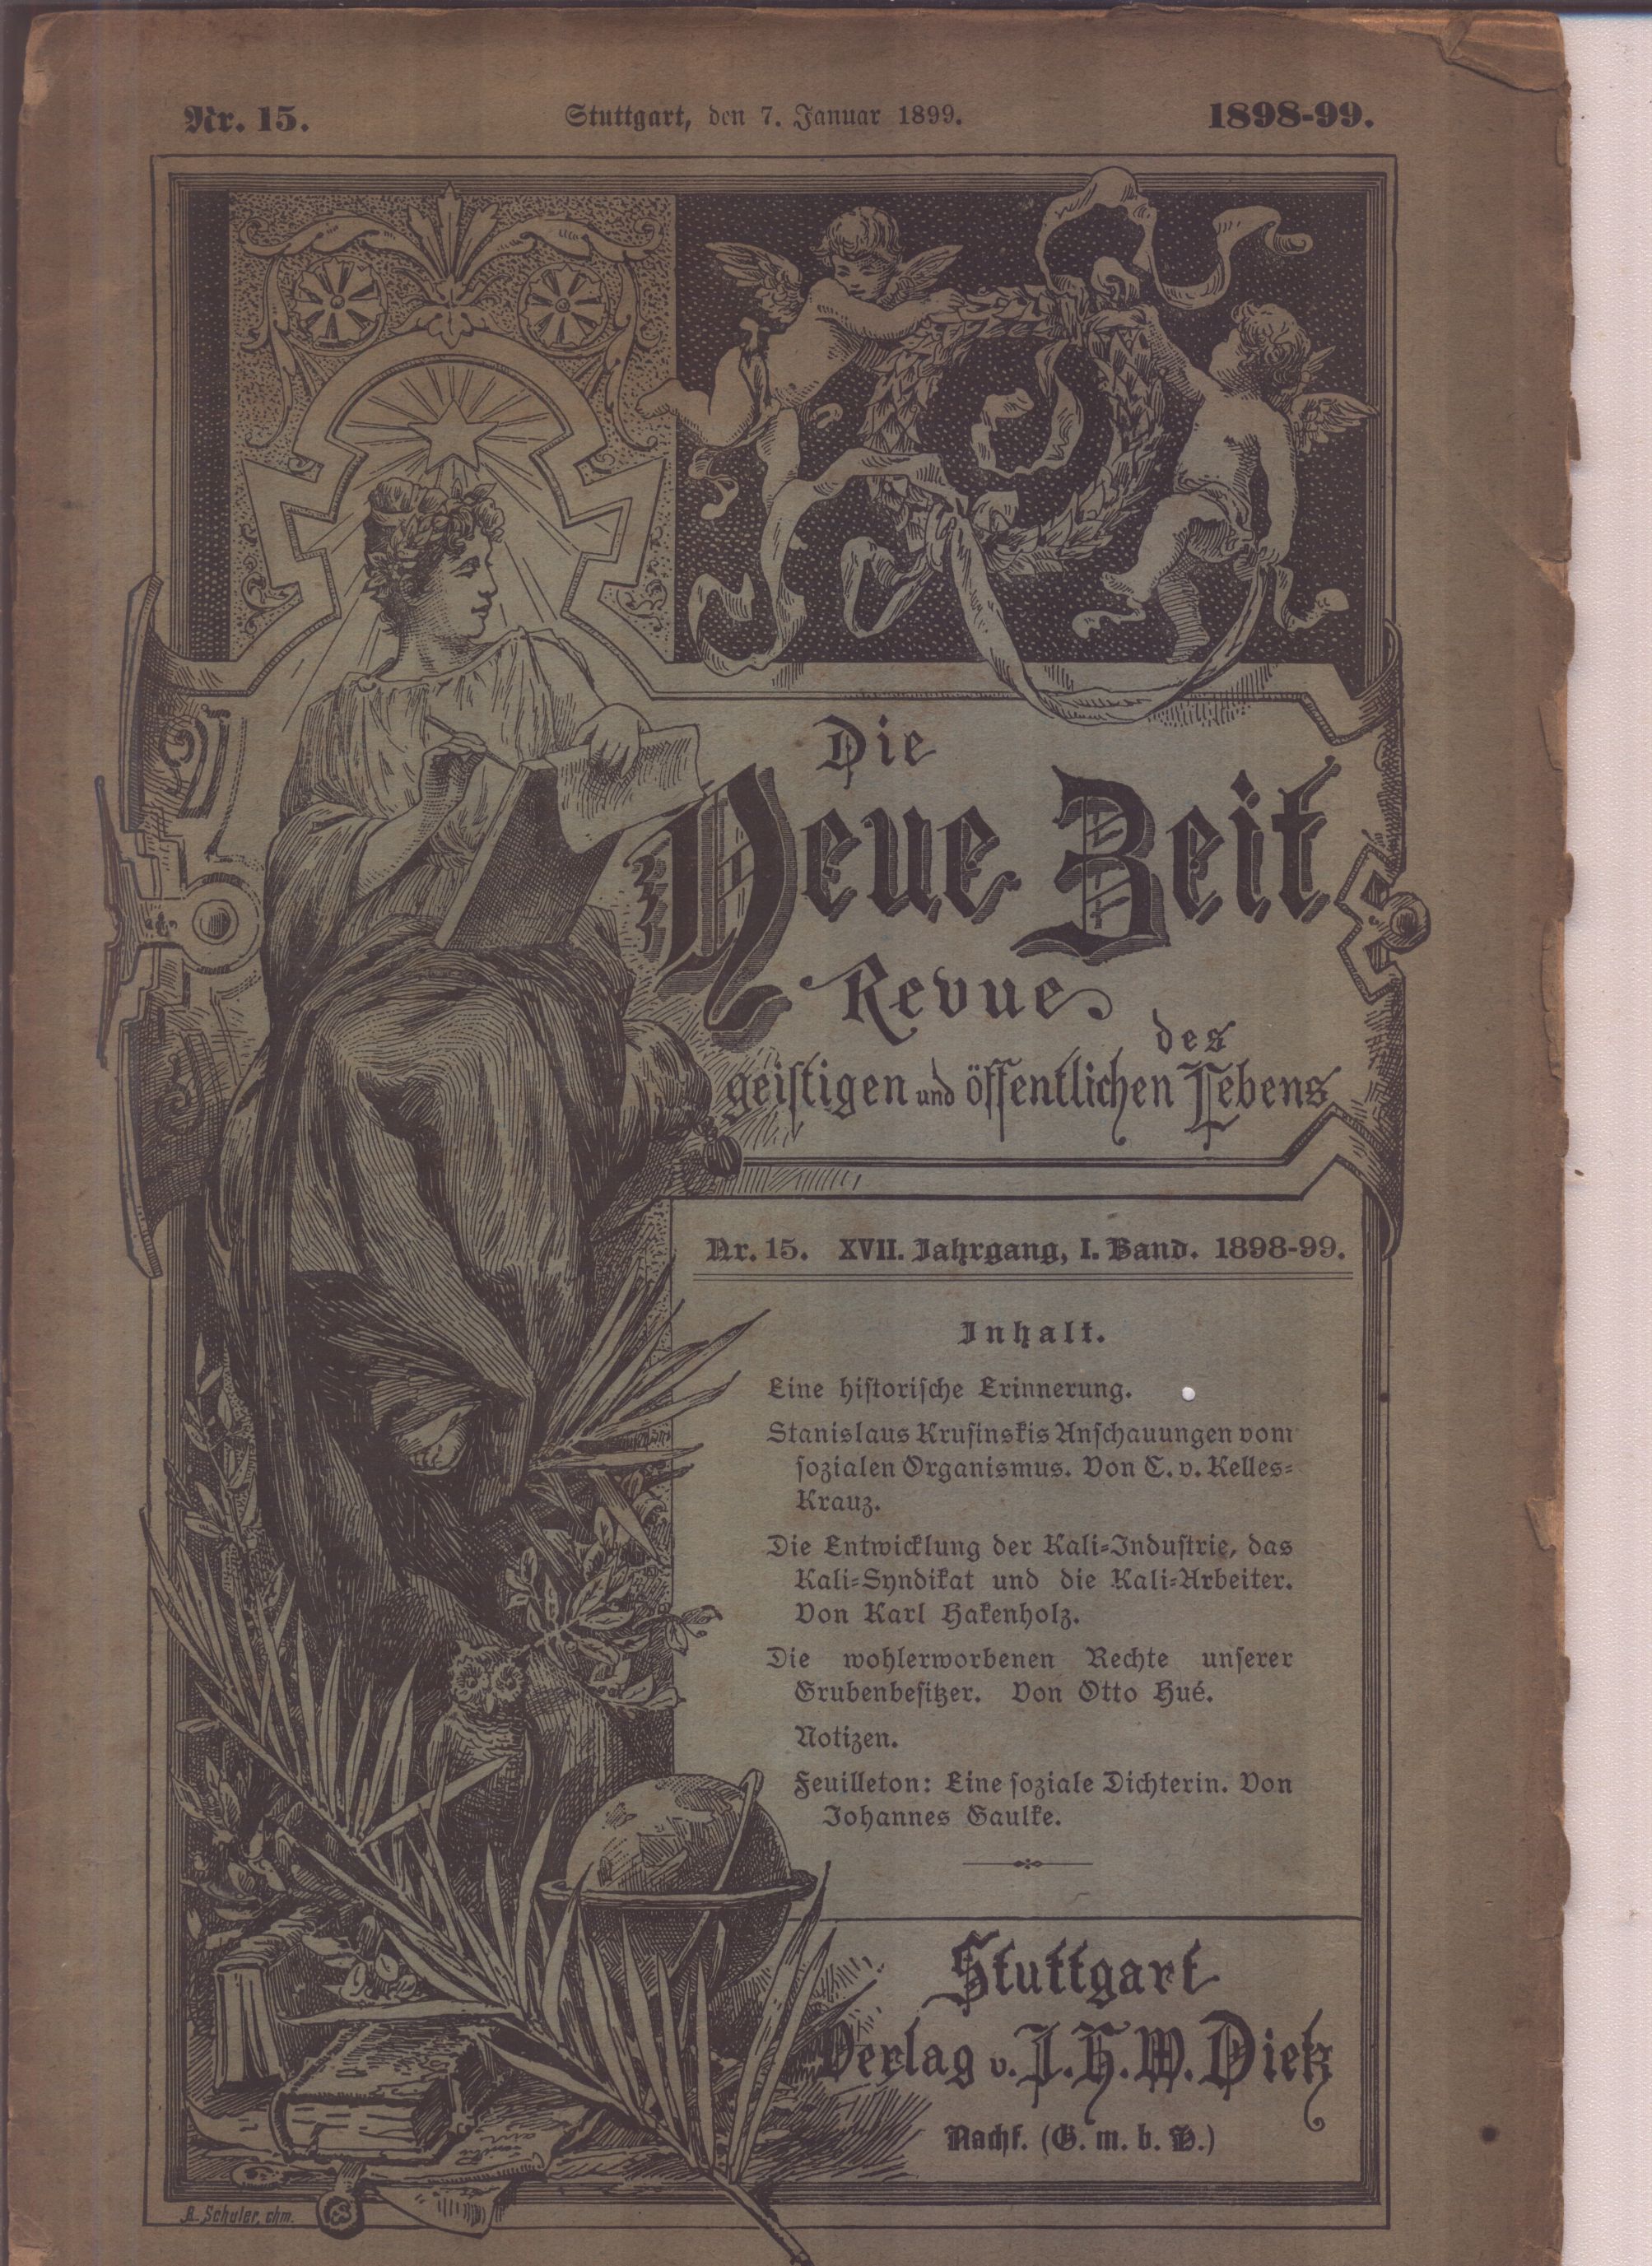 Nr. 15.
Stuttgart, den 7. Januar 1899.
1898-99.
Die
Neue Zeit
Revue
des
geiſtigen und öffentlichen Lebens
Nr. 15. XVII. Jahrgang, I. Band. 1898-99.
Inhalt.
Eine hiſtoriſche Erinnerung.
Stanislaus Kruſinskis Anſchauungen vom
ſozialen Organismus. Von C. v. Kelles-
Krauz.
Die Entwicklung der Kali-Induſtrie, das
Kali-Syndikat und die Kali-Arbeiter.
Von Karl Hakenholz.
Die wohlerworbenen Rechte unſerer
Grubenbeſitzer. Von Otto Hué.
Notizen.
Feuilleton: Eine ſoziale Dichterin. Von
Johannes Gaulke.
Stuttgart
Verlag v. J. H. W. Dietz
Nachf. (G. m. b. H.)
A. Schuler, chm.